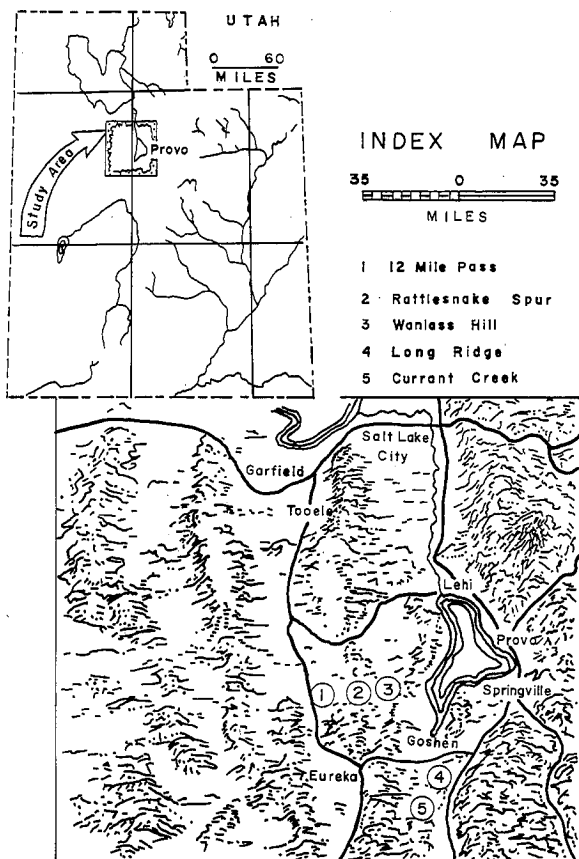 UTAH
0 60
MILES
Provo
Study Area
INDEX MAP
35 0 35
MILES
1 12 Mile Pass
2 Rattlesnake Spur
3 Wanlass Hill
4 Long Ridge
5 Currant Creek
Salt Lake
City
Garfield
Tooele
Lehi
Provo
Springville
1 2 3
Goshen
Eureka
4
5